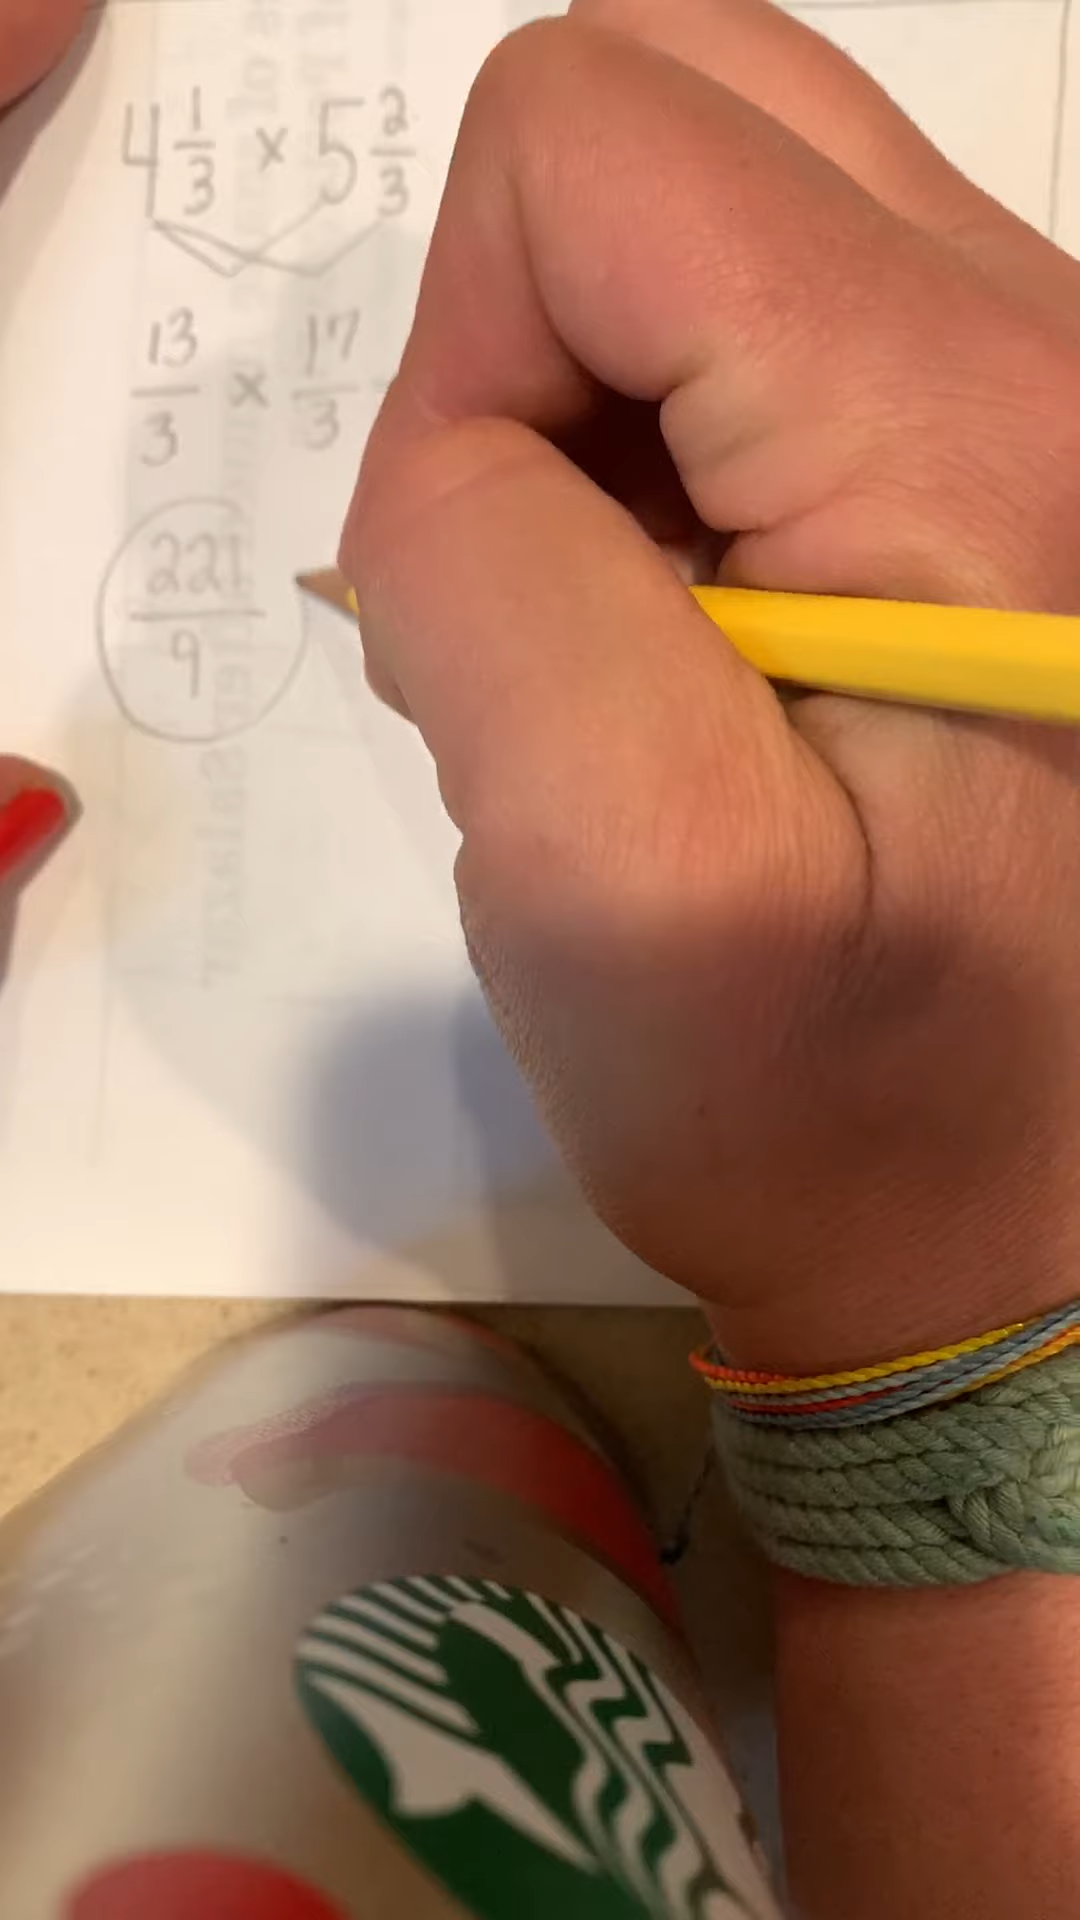 4 1/3 × 5 2/3
13/3 × 17/3 =
221/9